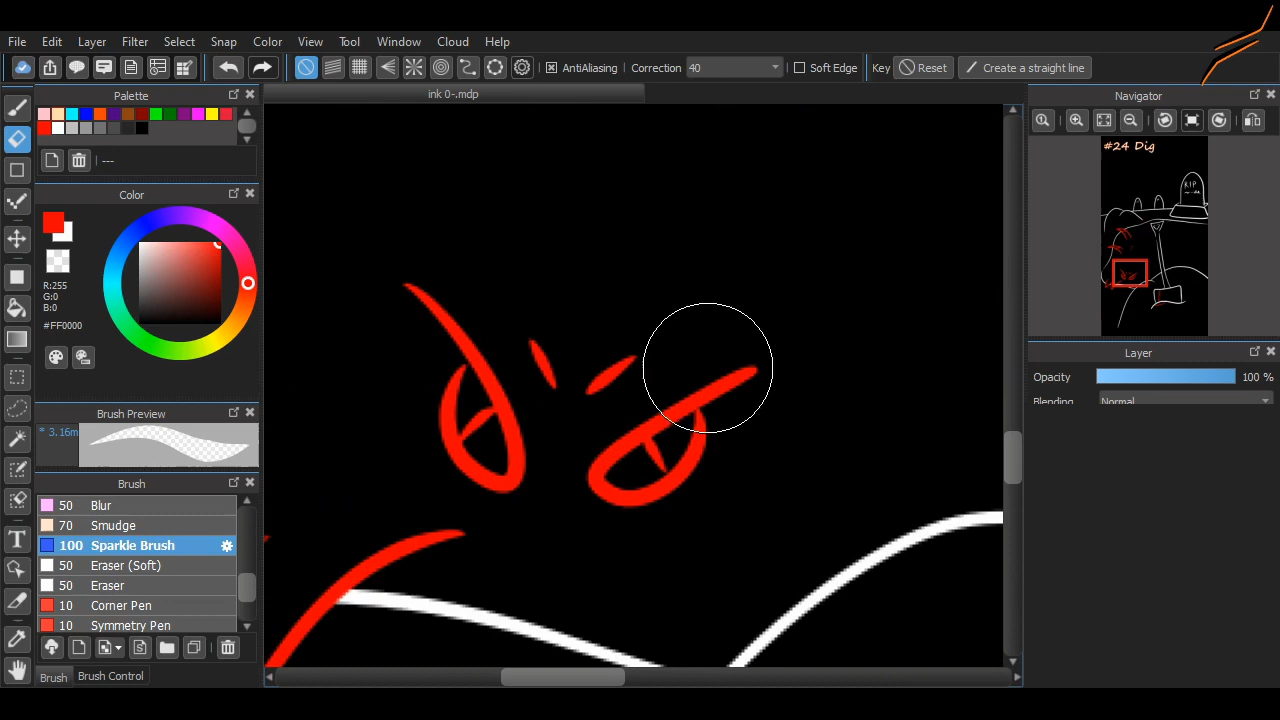 File Edit Layer Filter Select Snap Color View Tool Window Cloud Help
AntiAliasing Correction 40 Soft Edge Key Reset Create a straight line
Palette
---
Color
R:255
G:0
B:0
#FF0000
Brush Preview
* 3.16m
Brush
50 Blur
70 Smudge
100 Sparkle Brush
50 Eraser (Soft)
50 Eraser
10 Corner Pen
10 Symmetry Pen
Brush Brush Control
ink 0-.mdp
Navigator
#24 Dig
RIP
Layer
Opacity 100 %
Blending Normal